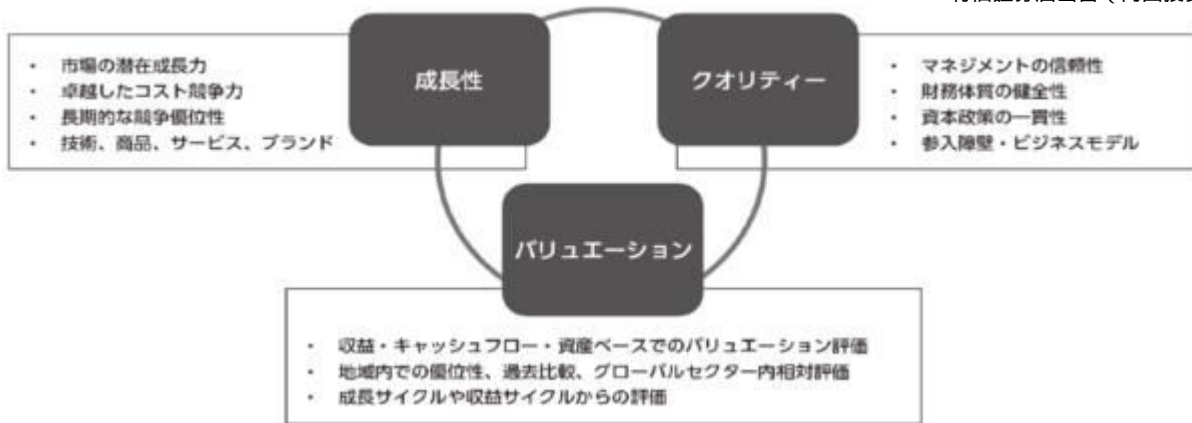 成長性
・ 市場の潜在成長力
・ 卓越したコスト競争力
・ 長期的な競争優位性
・ 技術、商品、サービス、ブランド
クオリティー
・ マネジメントの信頼性
・ 財務体質の健全性
・ 資本政策の一貫性
・ 参入障壁・ビジネスモデル
バリュエーション
・ 収益・キャッシュフロー・資産ベースでのバリュエーション評価
・ 地域内での優位性、過去比較、グローバルセクター内相対評価
・ 成長サイクルや収益サイクルからの評価